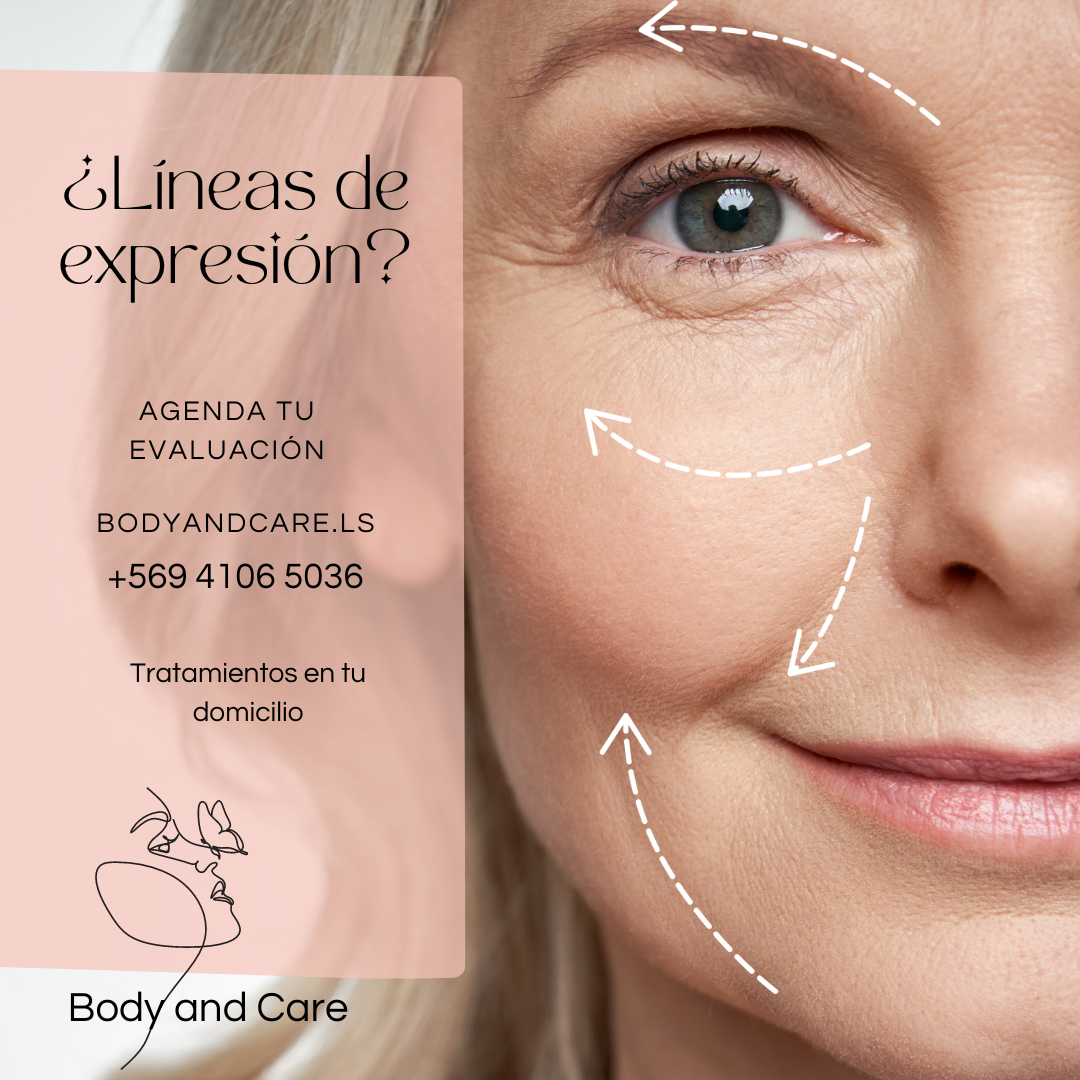 ¿Líneas de
expresión?
AGENDA TU
EVALUACIÓN
BODYANDCARE.LS
+569 4106 5036
Tratamientos en tu
domicilio
Body and Care